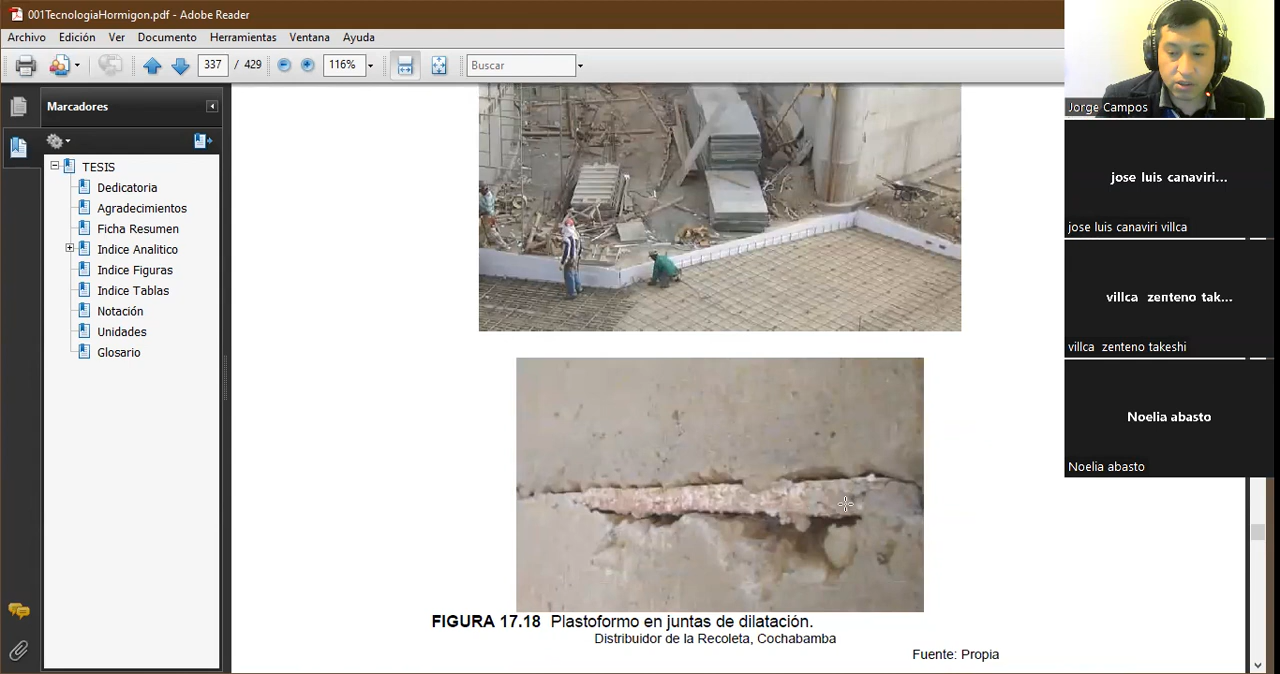 001TecnologiaHormigon.pdf - Adobe Reader
Archivo Edición Ver Documento Herramientas Ventana Ayuda
337 / 429 116% Buscar
Marcadores
TESIS
Dedicatoria
Agradecimientos
Ficha Resumen
Indice Analitico
Indice Figuras
Indice Tablas
Notación
Unidades
Glosario
FIGURA 17.18 Plastoformo en juntas de dilatación.
Distribuidor de la Recoleta, Cochabamba
Fuente: Propia
Jorge Campos
jose luis canaviri...
jose luis canaviri villca
villca zenteno tak...
villca zenteno takeshi
Noelia abasto
Noelia abasto